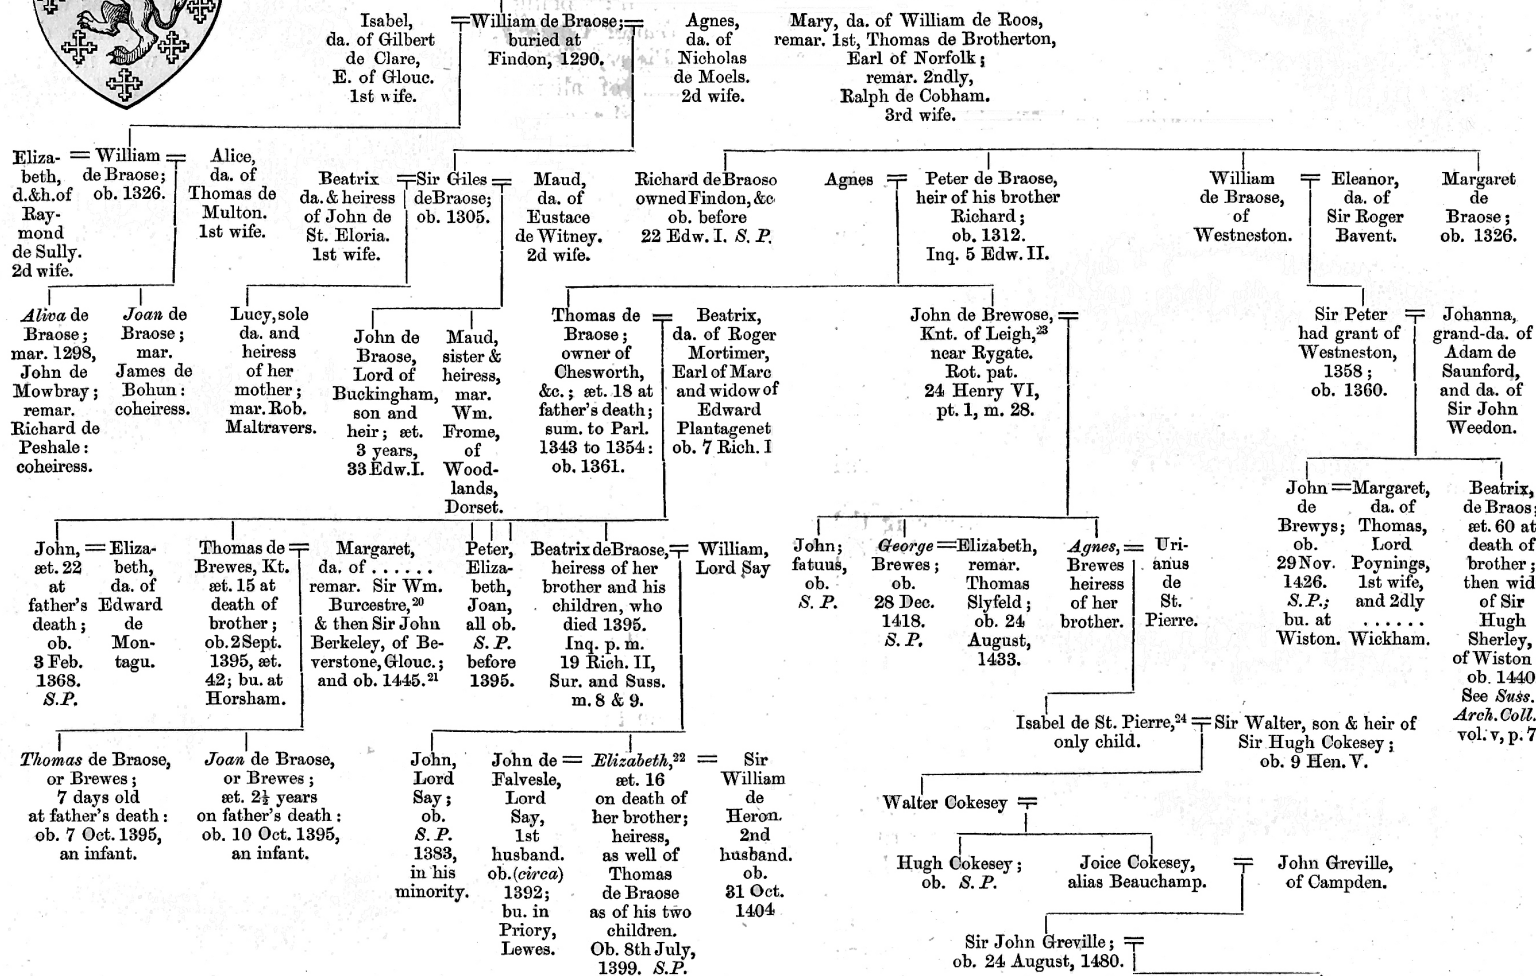 Isabel,
da. of Gilbert
de Clare,
E. of Glouc.
1st wife.
William de Braose;
buried at
Findon, 1290.
Agnes,
da. of
Nicholas
de Moels.
2d wife.
Mary, da. of William de Roos,
remar. 1st, Thomas de Brotherton,
Earl of Norfolk;
remar. 2ndly,
Ralph de Cobham.
3rd wife.
Eliza-
beth,
d.&h.of
Ray-
mond
de Sully.
2d wife.
William
de Braose;
ob. 1326.
Alice,
da. of
Thomas de
Multon.
1st wife.
Beatrix
da. & heiress
of John de
St. Eloria.
1st wife.
Sir Giles
deBraose;
ob. 1305.
Maud,
da. of
Eustace
de Witney.
2d wife.
Richard deBraoso
owned Findon, &c
ob. before
22 Edw. I. S. P.
Agnes
Peter de Braose,
heir of his brother
Richard;
ob. 1312.
Inq. 5 Edw. II.
William
de Braose,
of
Westneston.
Eleanor,
da. of
Sir Roger
Bavent.
Margaret
de
Braose;
ob. 1326.
Aliva de
Braose;
mar. 1298,
John de
Mowbray;
remar.
Richard de
Peshale:
coheiress.
Joan de
Braose;
mar.
James de
Bohun:
coheiress.
Lucy, sole
da. and
heiress
of her
mother;
mar. Rob.
Maltravers.
John de
Braose,
Lord of
Buckingham,
son and
heir; æt.
3 years,
33 Edw.I.
Maud,
sister &
heiress,
mar.
Wm.
Frome,
of
Wood-
lands,
Dorset.
Thomas de
Braose;
owner of
Chesworth,
&c.; æt. 18 at
father's death;
sum. to Parl.
1343 to 1354:
ob. 1361.
Beatrix,
da. of Roger
Mortimer,
Earl of Marc
and widow of
Edward
Plantagenet
ob. 7 Rich. I
John de Brewose,
Knt. of Leigh,23
near Rygate.
Rot. pat.
24 Henry VI,
pt. 1, m. 28.
Sir Peter
had grant of
Westneston,
1358;
ob. 1360.
Johanna,
grand-da. of
Adam de
Saunford,
and da. of
Sir John
Weedon.
John,
æt. 22
at
father's
death;
ob.
3 Feb.
1368.
S.P.
Eliza-
beth,
da. of
Edward
de
Mon-
tagu.
Thomas de
Brewes, Kt.
æt. 15 at
death of
brother;
ob. 2 Sept.
1395, æt.
42; bu. at
Horsham.
Margaret,
da. of ......
remar. Sir Wm.
Burcestre,20
& then Sir John
Berkeley, of Be-
verstone, Glouc.;
and ob. 1445.21
Peter,
Eliza-
beth,
Joan,
all ob.
S. P.
before
1395.
Beatrix deBraose,
heiress of her
brother and his
children, who
died 1395.
Inq. p. m.
19 Rich. II,
Sur. and Suss.
m. 8 & 9.
William,
Lord Say
John;
fatuus,
ob.
S. P.
George
Brewes;
ob.
28 Dec.
1418.
S. P.
Elizabeth,
remar.
Thomas
Slyfeld;
ob. 24
August,
1433.
Agnes,
Brewes
heiress
of her
brother.
Uri-
anus
de
St.
Pierre.
John
de
Brewys;
ob.
29 Nov.
1426.
S.P.;
bu. at
Wiston.
Margaret,
da. of
Thomas,
Lord
Poynings,
1st wife,
and 2dly
......
Wickham.
Beatrix,
de Braos;
æt. 60 at
death of
brother;
then wid
of Sir
Hugh
Sherley,
of Wiston
ob. 1440
See Suss.
Arch. Coll.
vol. v, p. 7
Isabel de St. Pierre,24
only child.
Sir Walter, son & heir of
Sir Hugh Cokesey;
ob. 9 Hen. V.
Thomas de Braose,
or Brewes;
7 days old
at father's death:
ob. 7 Oct. 1395,
an infant.
Joan de Braose,
or Brewes;
æt. 2½ years
on father's death:
ob. 10 Oct. 1395,
an infant.
John,
Lord
Say;
ob.
S. P.
1383,
in his
minority.
John de
Falvesle,
Lord
Say,
1st
husband.
ob. (circa)
1392;
bu. in
Priory,
Lewes.
Elizabeth,22
æt. 16
on death of
her brother;
heiress,
as well of
Thomas
de Braose
as of his two
children.
Ob. 8th July,
1399. S.P.
Sir
William
de
Heron.
2nd
husband.
ob.
31 Oct.
1404
Walter Cokesey
Hugh Cokesey;
ob. S. P.
Joice Cokesey,
alias Beauchamp.
John Greville,
of Campden.
Sir John Greville;
ob. 24 August, 1480.